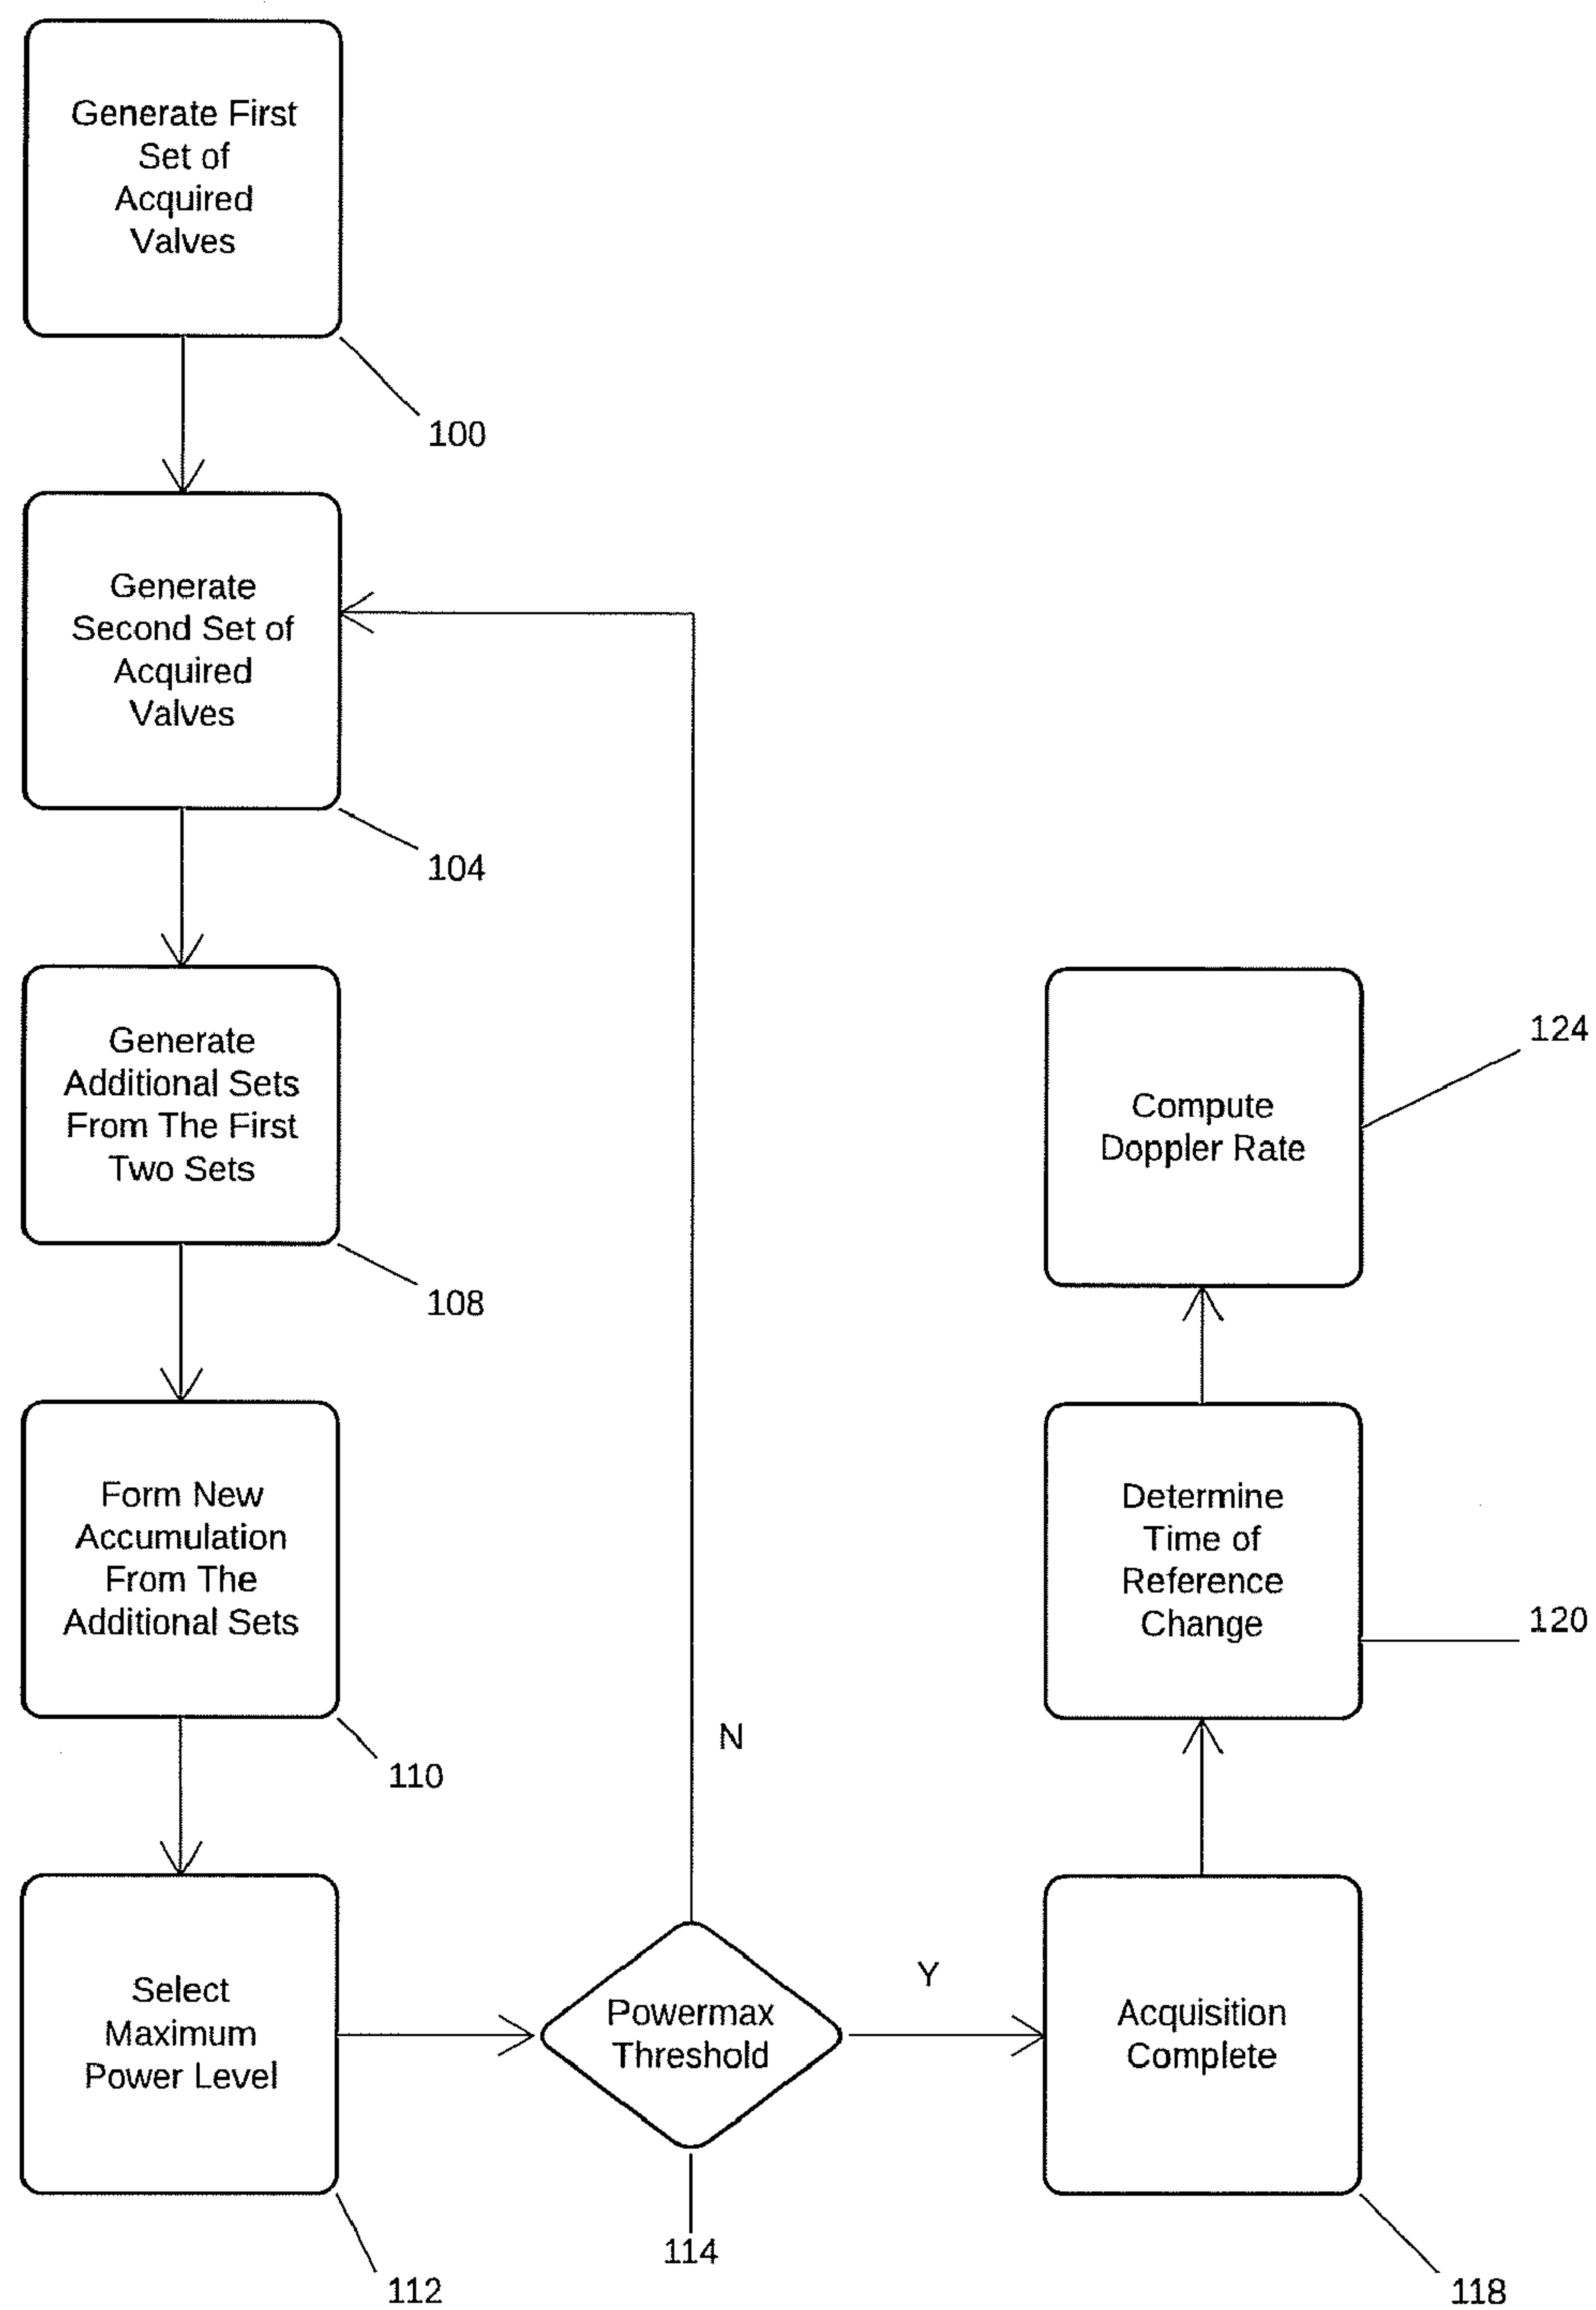 Generate First
Set of
Acquired
Valves
100
Generate
Second Set of
Acquired
Valves
104
Generate
Additional Sets
From The First
Two Sets
108
Form New
Accumulation
From The
Additional Sets
110
Select
Maximum
Power Level
112
Powermax
Threshold
114
N
Y
Acquisition
Complete
118
Determine
Time of
Reference
Change
120
Compute
Doppler Rate
124